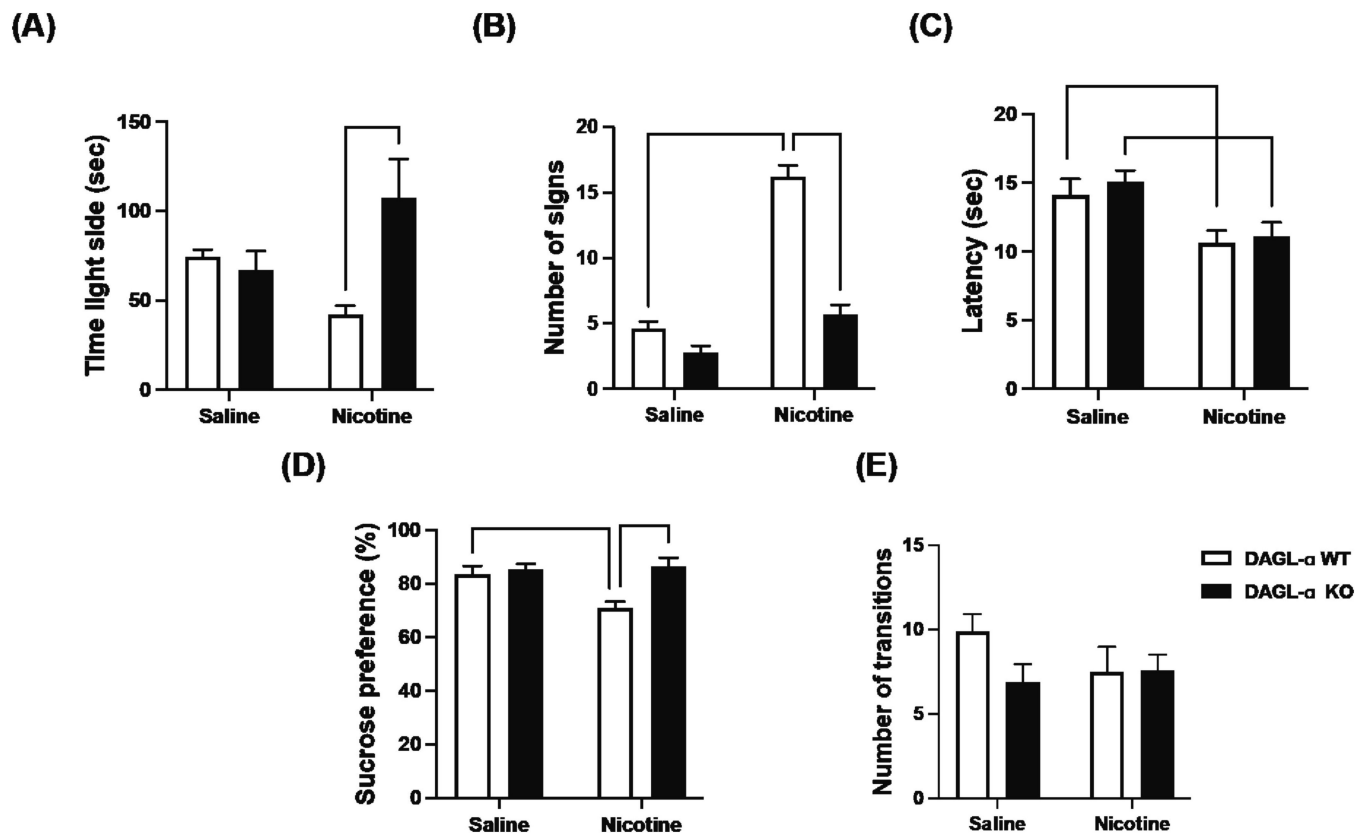 (A)
(B)
(C)
Time light side (sec)
150
100
50
0
Saline
Nicotine
Number of signs
20
15
10
5
0
Saline
Nicotine
Latency (sec)
20
15
10
5
0
Saline
Nicotine
(D)
(E)
Sucrose preference (%)
100
80
60
40
20
0
Saline
Nicotine
Number of transitions
15
10
5
0
Saline
Nicotine
DAGL-α WT
DAGL-α KO